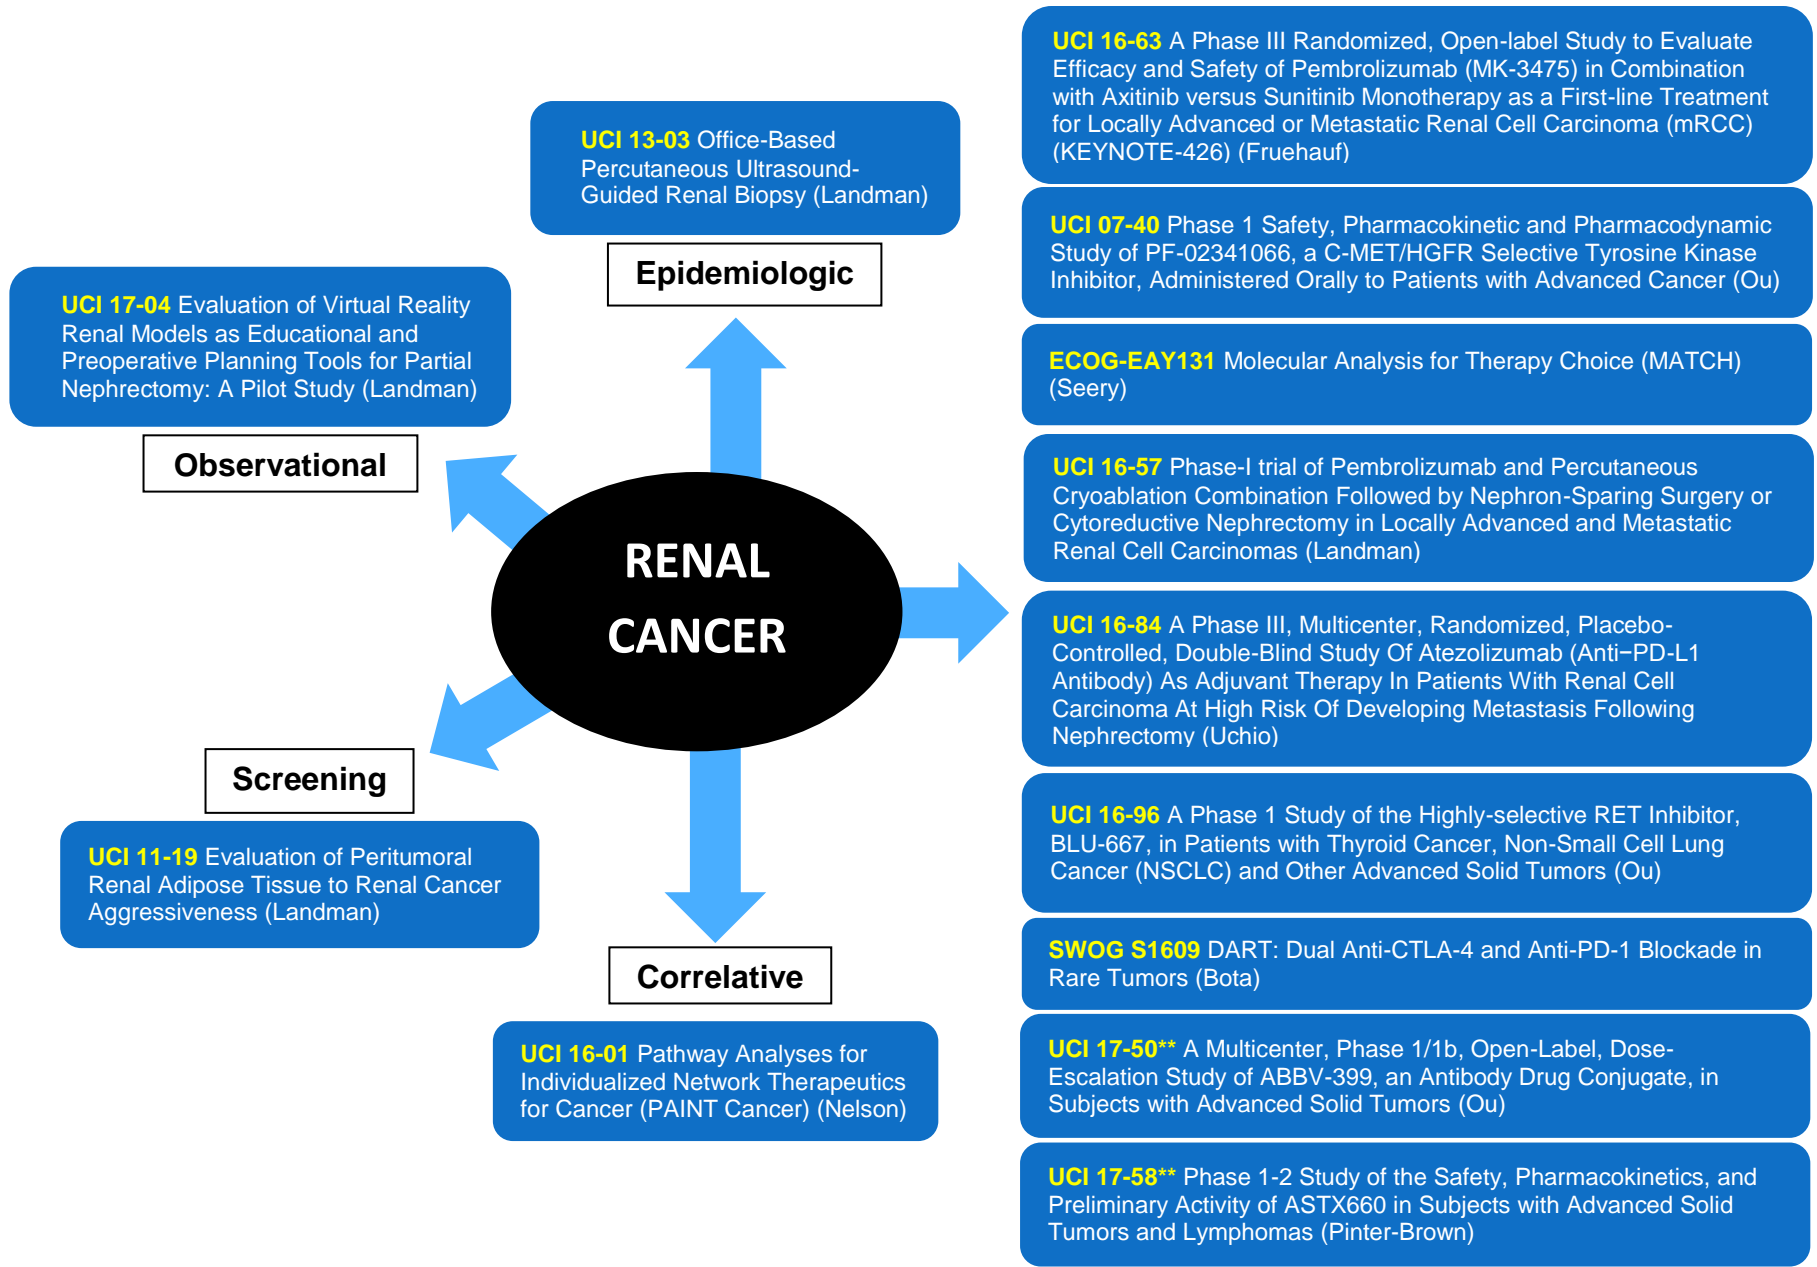 UCI 16-63 A Phase III Randomized, Open-label Study to Evaluate
Efficacy and Safety of Pembrolizumab (MK-3475) in Combination
with Axitinib versus Sunitinib Monotherapy as a First-line Treatment
for Locally Advanced or Metastatic Renal Cell Carcinoma (mRCC)
(KEYNOTE-426) (Fruehauf)
UCI 13-03 Office-Based
Percutaneous Ultrasound-
Guided Renal Biopsy (Landman)
Epidemiologic
UCI 07-40 Phase 1 Safety, Pharmacokinetic and Pharmacodynamic
Study of PF-02341066, a C-MET/HGFR Selective Tyrosine Kinase
Inhibitor, Administered Orally to Patients with Advanced Cancer (Ou)
UCI 17-04 Evaluation of Virtual Reality
Renal Models as Educational and
Preoperative Planning Tools for Partial
Nephrectomy: A Pilot Study (Landman)
Observational
ECOG-EAY131 Molecular Analysis for Therapy Choice (MATCH)
(Seery)
UCI 16-57 Phase-I trial of Pembrolizumab and Percutaneous
Cryoablation Combination Followed by Nephron-Sparing Surgery or
Cytoreductive Nephrectomy in Locally Advanced and Metastatic
Renal Cell Carcinomas (Landman)
RENAL
CANCER
UCI 16-84 A Phase III, Multicenter, Randomized, Placebo-
Controlled, Double-Blind Study Of Atezolizumab (Anti−PD-L1
Antibody) As Adjuvant Therapy In Patients With Renal Cell
Carcinoma At High Risk Of Developing Metastasis Following
Nephrectomy (Uchio)
Screening
UCI 11-19 Evaluation of Peritumoral
Renal Adipose Tissue to Renal Cancer
Aggressiveness (Landman)
UCI 16-96 A Phase 1 Study of the Highly-selective RET Inhibitor,
BLU-667, in Patients with Thyroid Cancer, Non-Small Cell Lung
Cancer (NSCLC) and Other Advanced Solid Tumors (Ou)
Correlative
UCI 16-01 Pathway Analyses for
Individualized Network Therapeutics
for Cancer (PAINT Cancer) (Nelson)
SWOG S1609 DART: Dual Anti-CTLA-4 and Anti-PD-1 Blockade in
Rare Tumors (Bota)
UCI 17-50** A Multicenter, Phase 1/1b, Open-Label, Dose-
Escalation Study of ABBV-399, an Antibody Drug Conjugate, in
Subjects with Advanced Solid Tumors (Ou)
UCI 17-58** Phase 1-2 Study of the Safety, Pharmacokinetics, and
Preliminary Activity of ASTX660 in Subjects with Advanced Solid
Tumors and Lymphomas (Pinter-Brown)